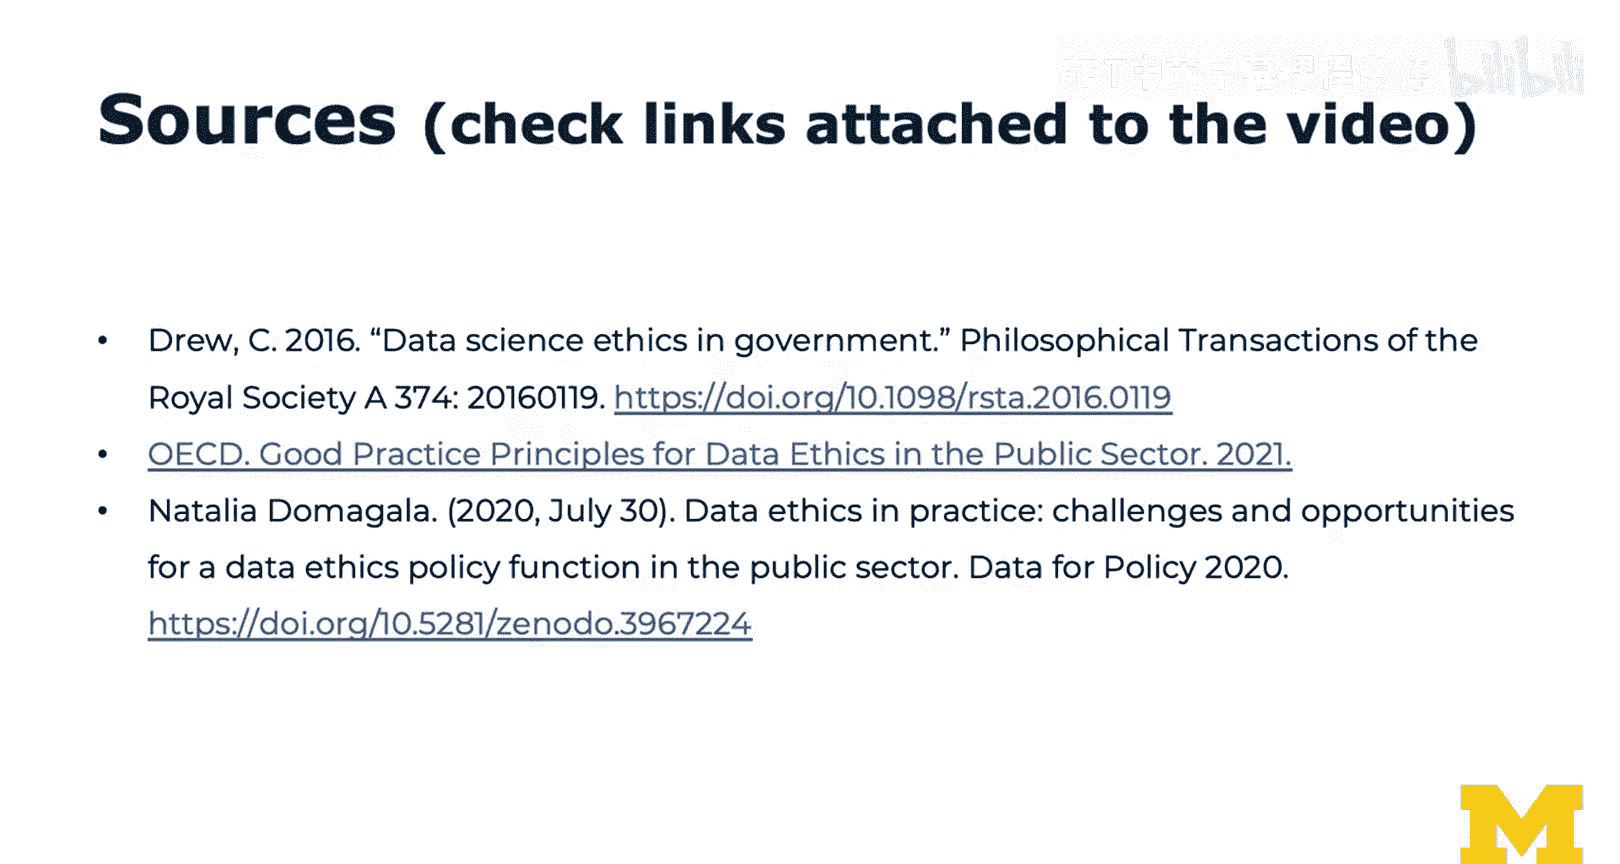 bilibili
Sources (check links attached to the video)
• Drew, C. 2016. “Data science ethics in government.” Philosophical Transactions of the
Royal Society A 374: 20160119. https://doi.org/10.1098/rsta.2016.0119
• OECD. Good Practice Principles for Data Ethics in the Public Sector. 2021.
• Natalia Domagala. (2020, July 30). Data ethics in practice: challenges and opportunities
for a data ethics policy function in the public sector. Data for Policy 2020.
https://doi.org/10.5281/zenodo.3967224
M